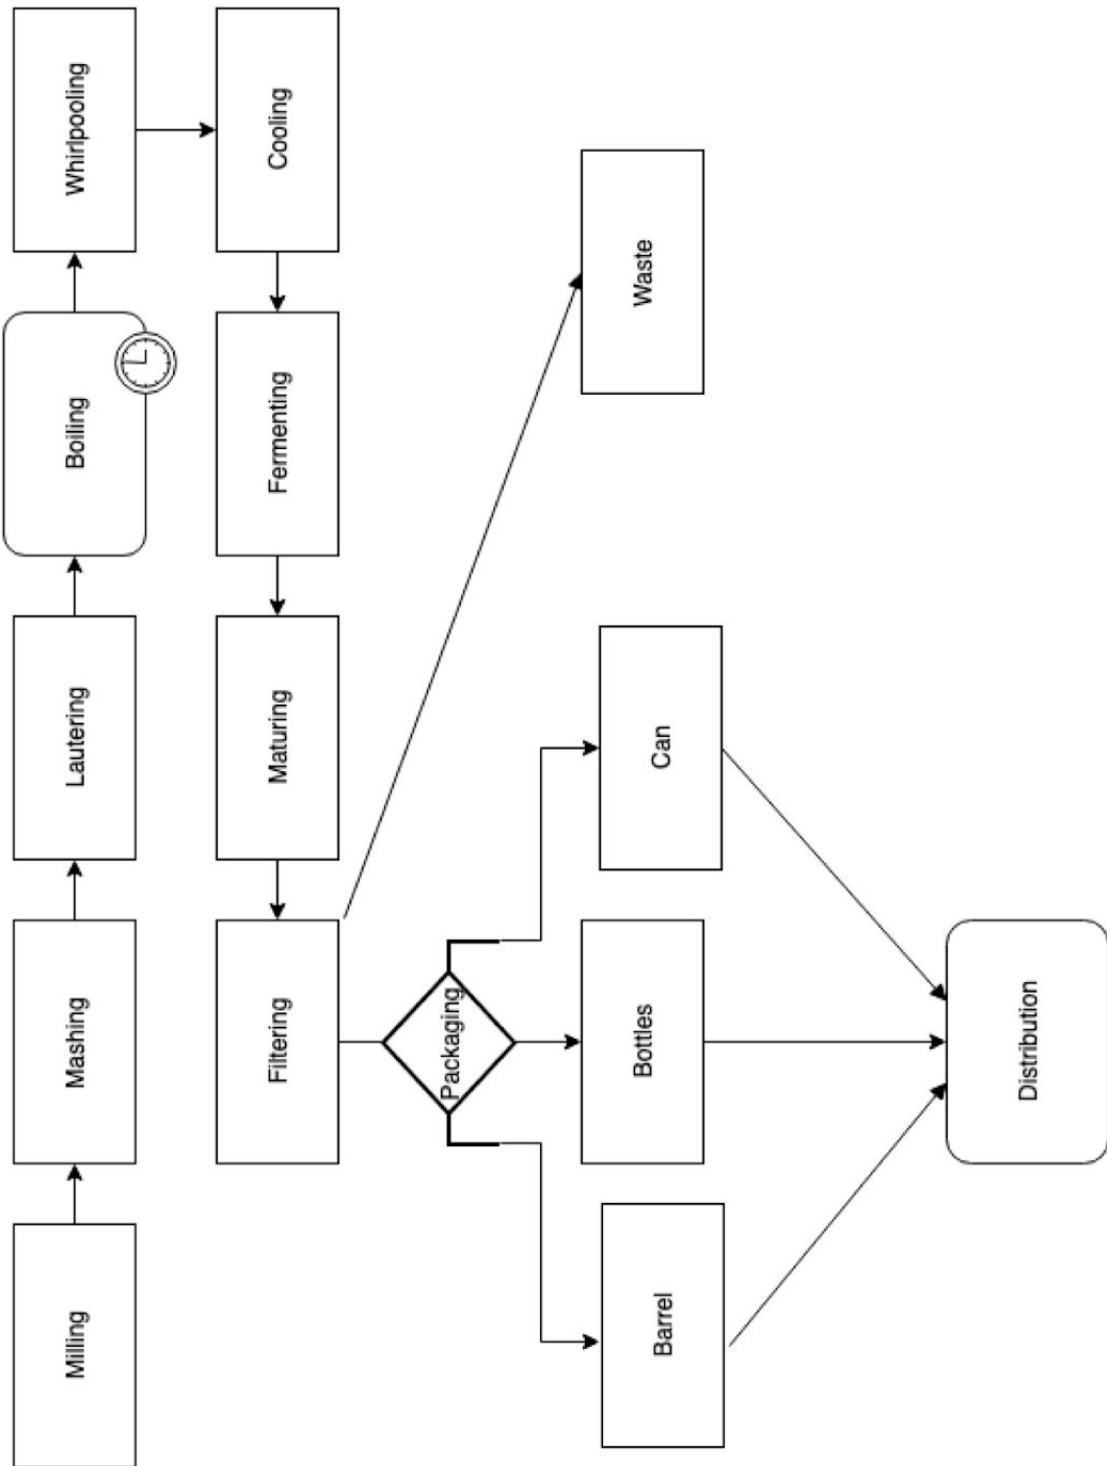 Milling
Mashing
Lautering
Boiling
Whirlpooling
Cooling
Fermenting
Maturing
Filtering
Packaging
Barrel
Bottles
Can
Waste
Distribution